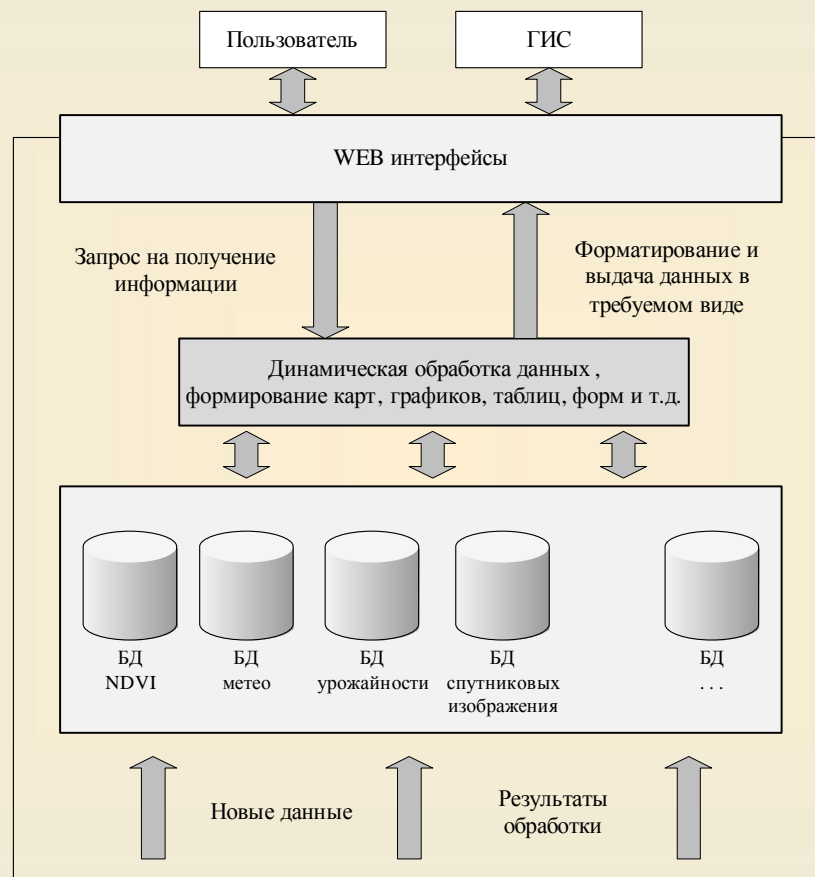 Пользователь
ГИС
WEB интерфейсы
Запрос на получение
информации
Форматирование и
выдача данных в
требуемом виде
Динамическая обработка данных ,
формирование карт, графиков, таблиц, форм и т.д.
БД
NDVI
БД
метео
БД
урожайности
БД
спутниковых
изображения
БД
. . .
Новые данные
Результаты
обработки